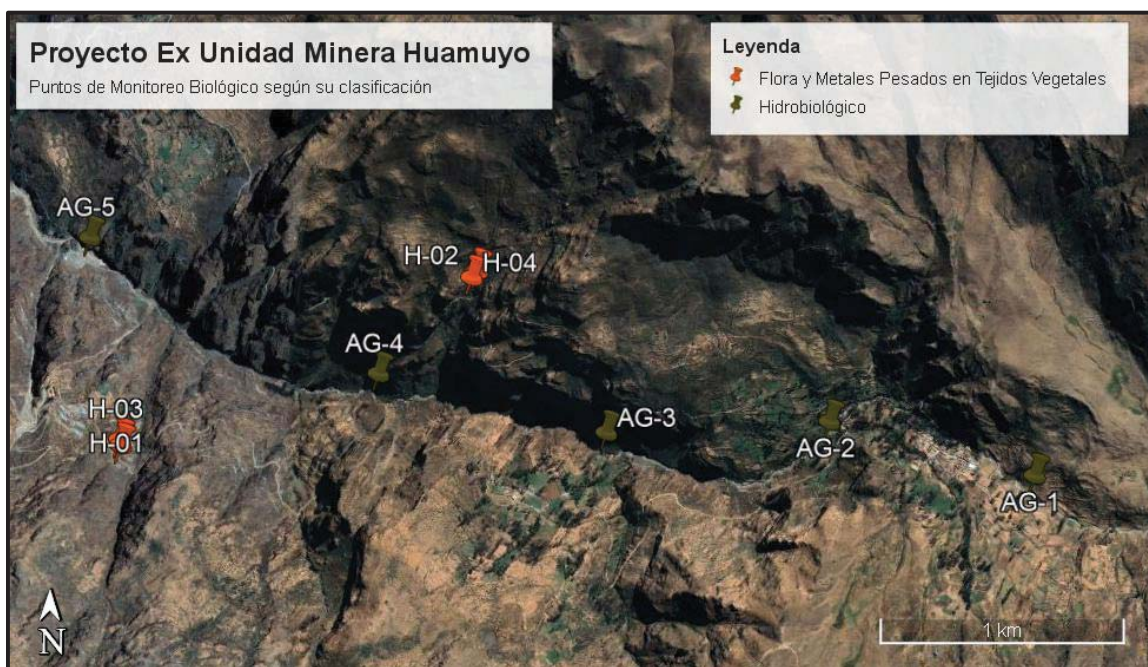 Proyecto Ex Unidad Minera Huamuyo
Puntos de Monitoreo Biológico según su clasificación
Leyenda
Flora y Metales Pesados en Tejidos Vegetales
Hidrobiológico
AG-5
H-02
H-04
AG-4
H-03
H-01
AG-3
AG-2
AG-1
N
1 km